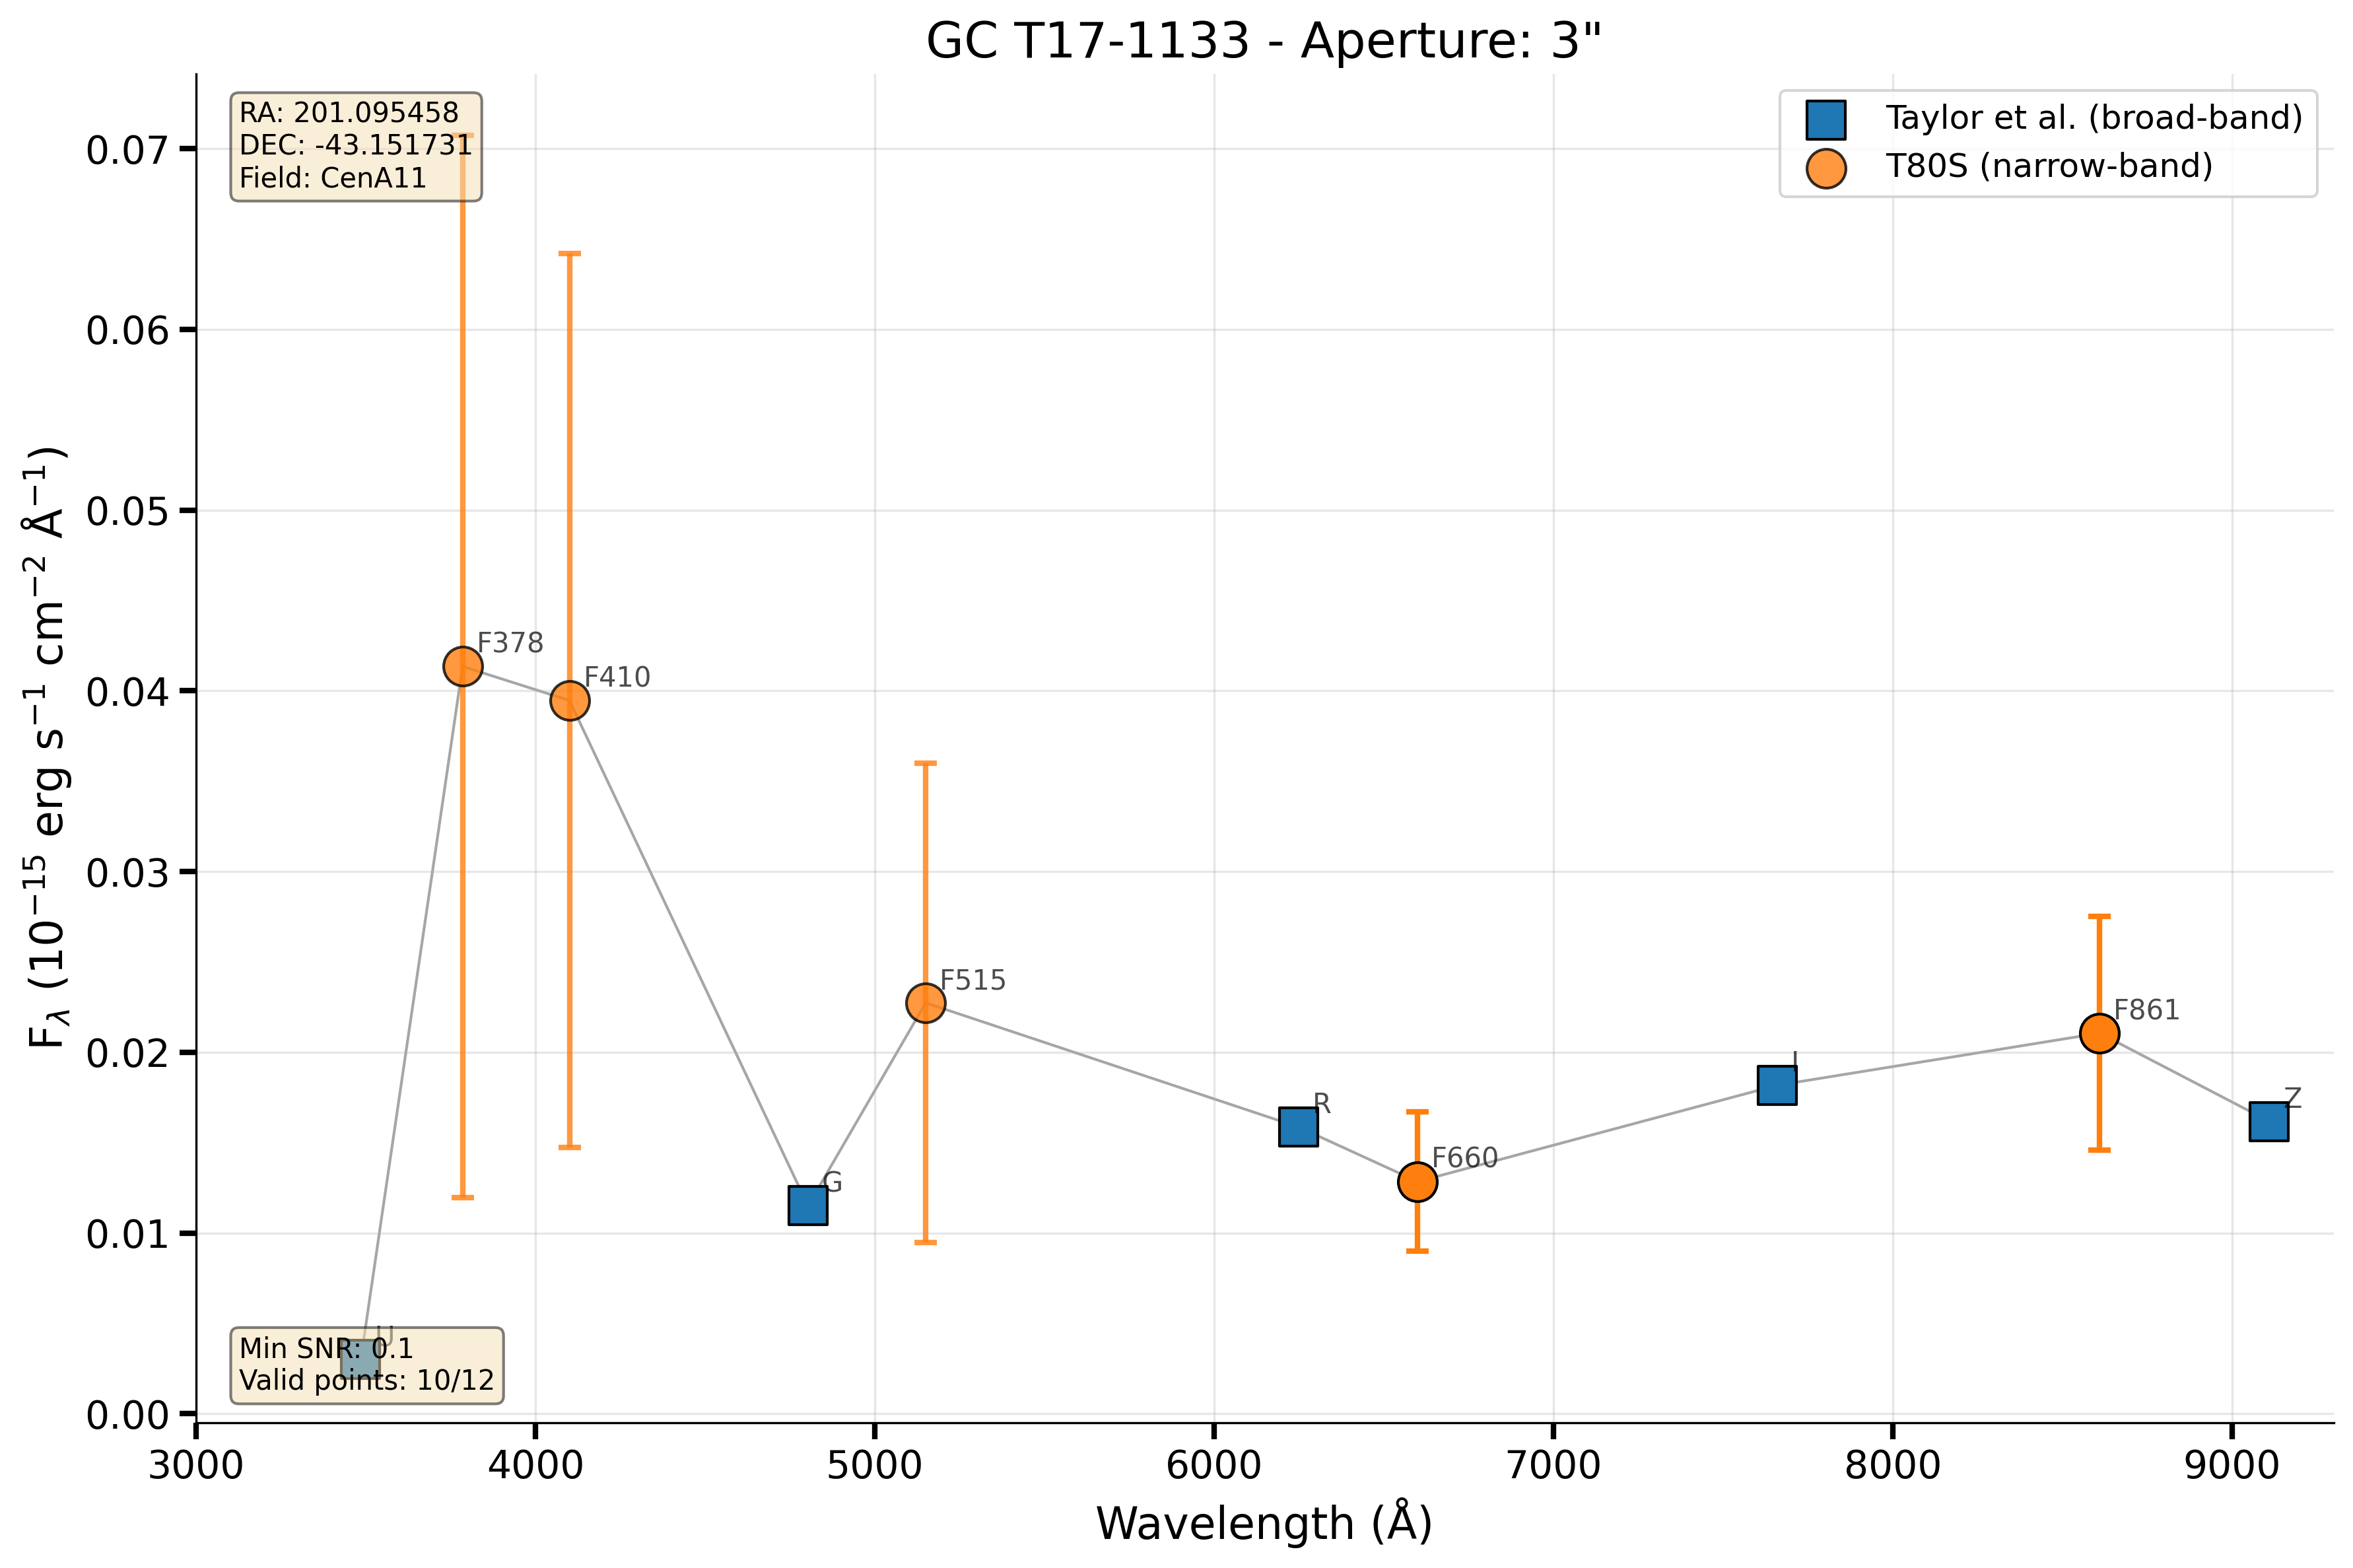 GC T17-1133 - Aperture: 3"
RA: 201.095458
DEC: -43.151731
Field: CenA11
Taylor et al. (broad-band)
T80S (narrow-band)
F378
F410
G
F515
R
F660
I
F861
Z
U
Min SNR: 0.1
Valid points: 10/12
0.07
0.06
0.05
0.04
0.03
0.02
0.01
0.00
F_λ (10⁻¹⁵ erg s⁻¹ cm⁻² Å⁻¹)
3000 4000 5000 6000 7000 8000 9000
Wavelength (Å)